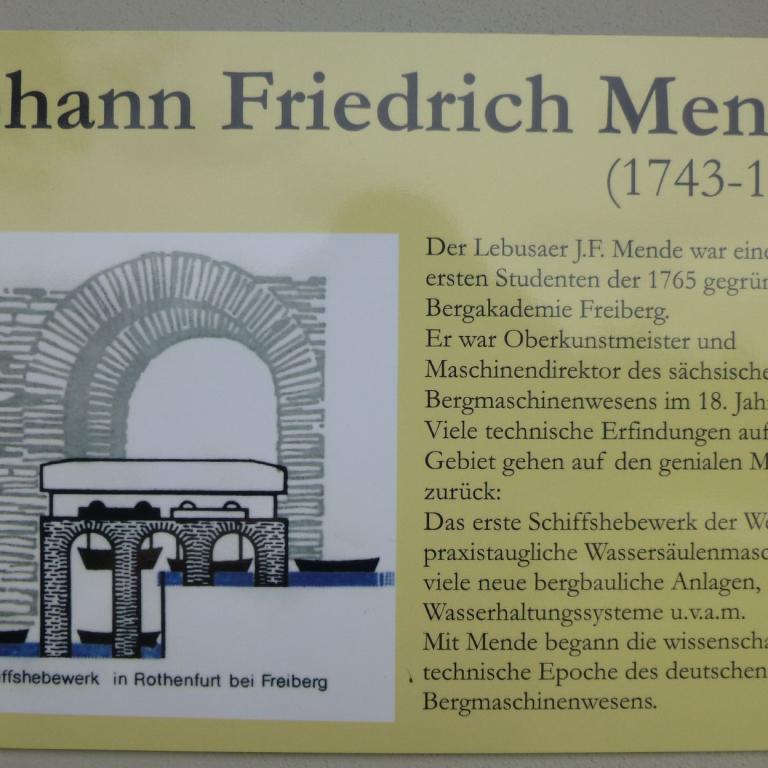 ohann Friedrich Men
(1743-1
Der Lebusaer J.F. Mende war eine
ersten Studenten der 1765 gegrün
Bergakademie Freiberg.
Er war Oberkunstmeister und
Maschinendirektor des sächsische
Bergmaschinenwesens im 18. Jah
Viele technische Erfindungen auf
Gebiet gehen auf den genialen M
zurück:
Das erste Schiffshebewerk der We
praxistaugliche Wassersäulenmasc
viele neue bergbauliche Anlagen,
Wasserhaltungssysteme u.v.a.m.
Mit Mende begann die wissenscha
technische Epoche des deutschen
Bergmaschinenwesens.
iffshebewerk in Rothenfurt bei Freiberg